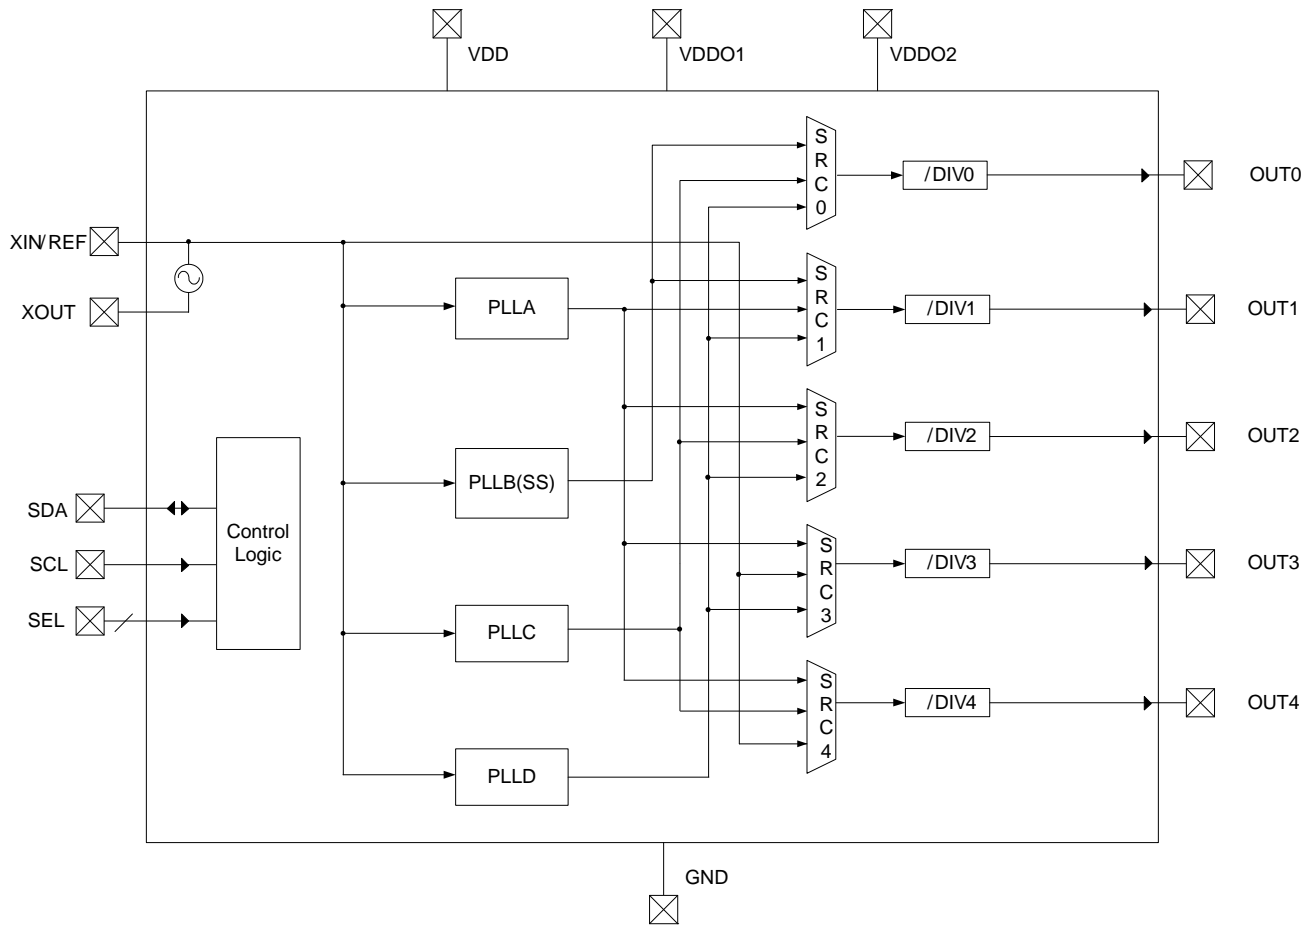 VDD
VDDO1
VDDO2
S
R
C
0
/DIV0
OUT0
XIN/REF
XOUT
PLLA
S
R
C
1
/DIV1
OUT1
S
R
C
2
/DIV2
OUT2
PLLB(SS)
SDA
SCL
SEL
Control
Logic
S
R
C
3
/DIV3
OUT3
PLLC
S
R
C
4
/DIV4
OUT4
PLLD
GND